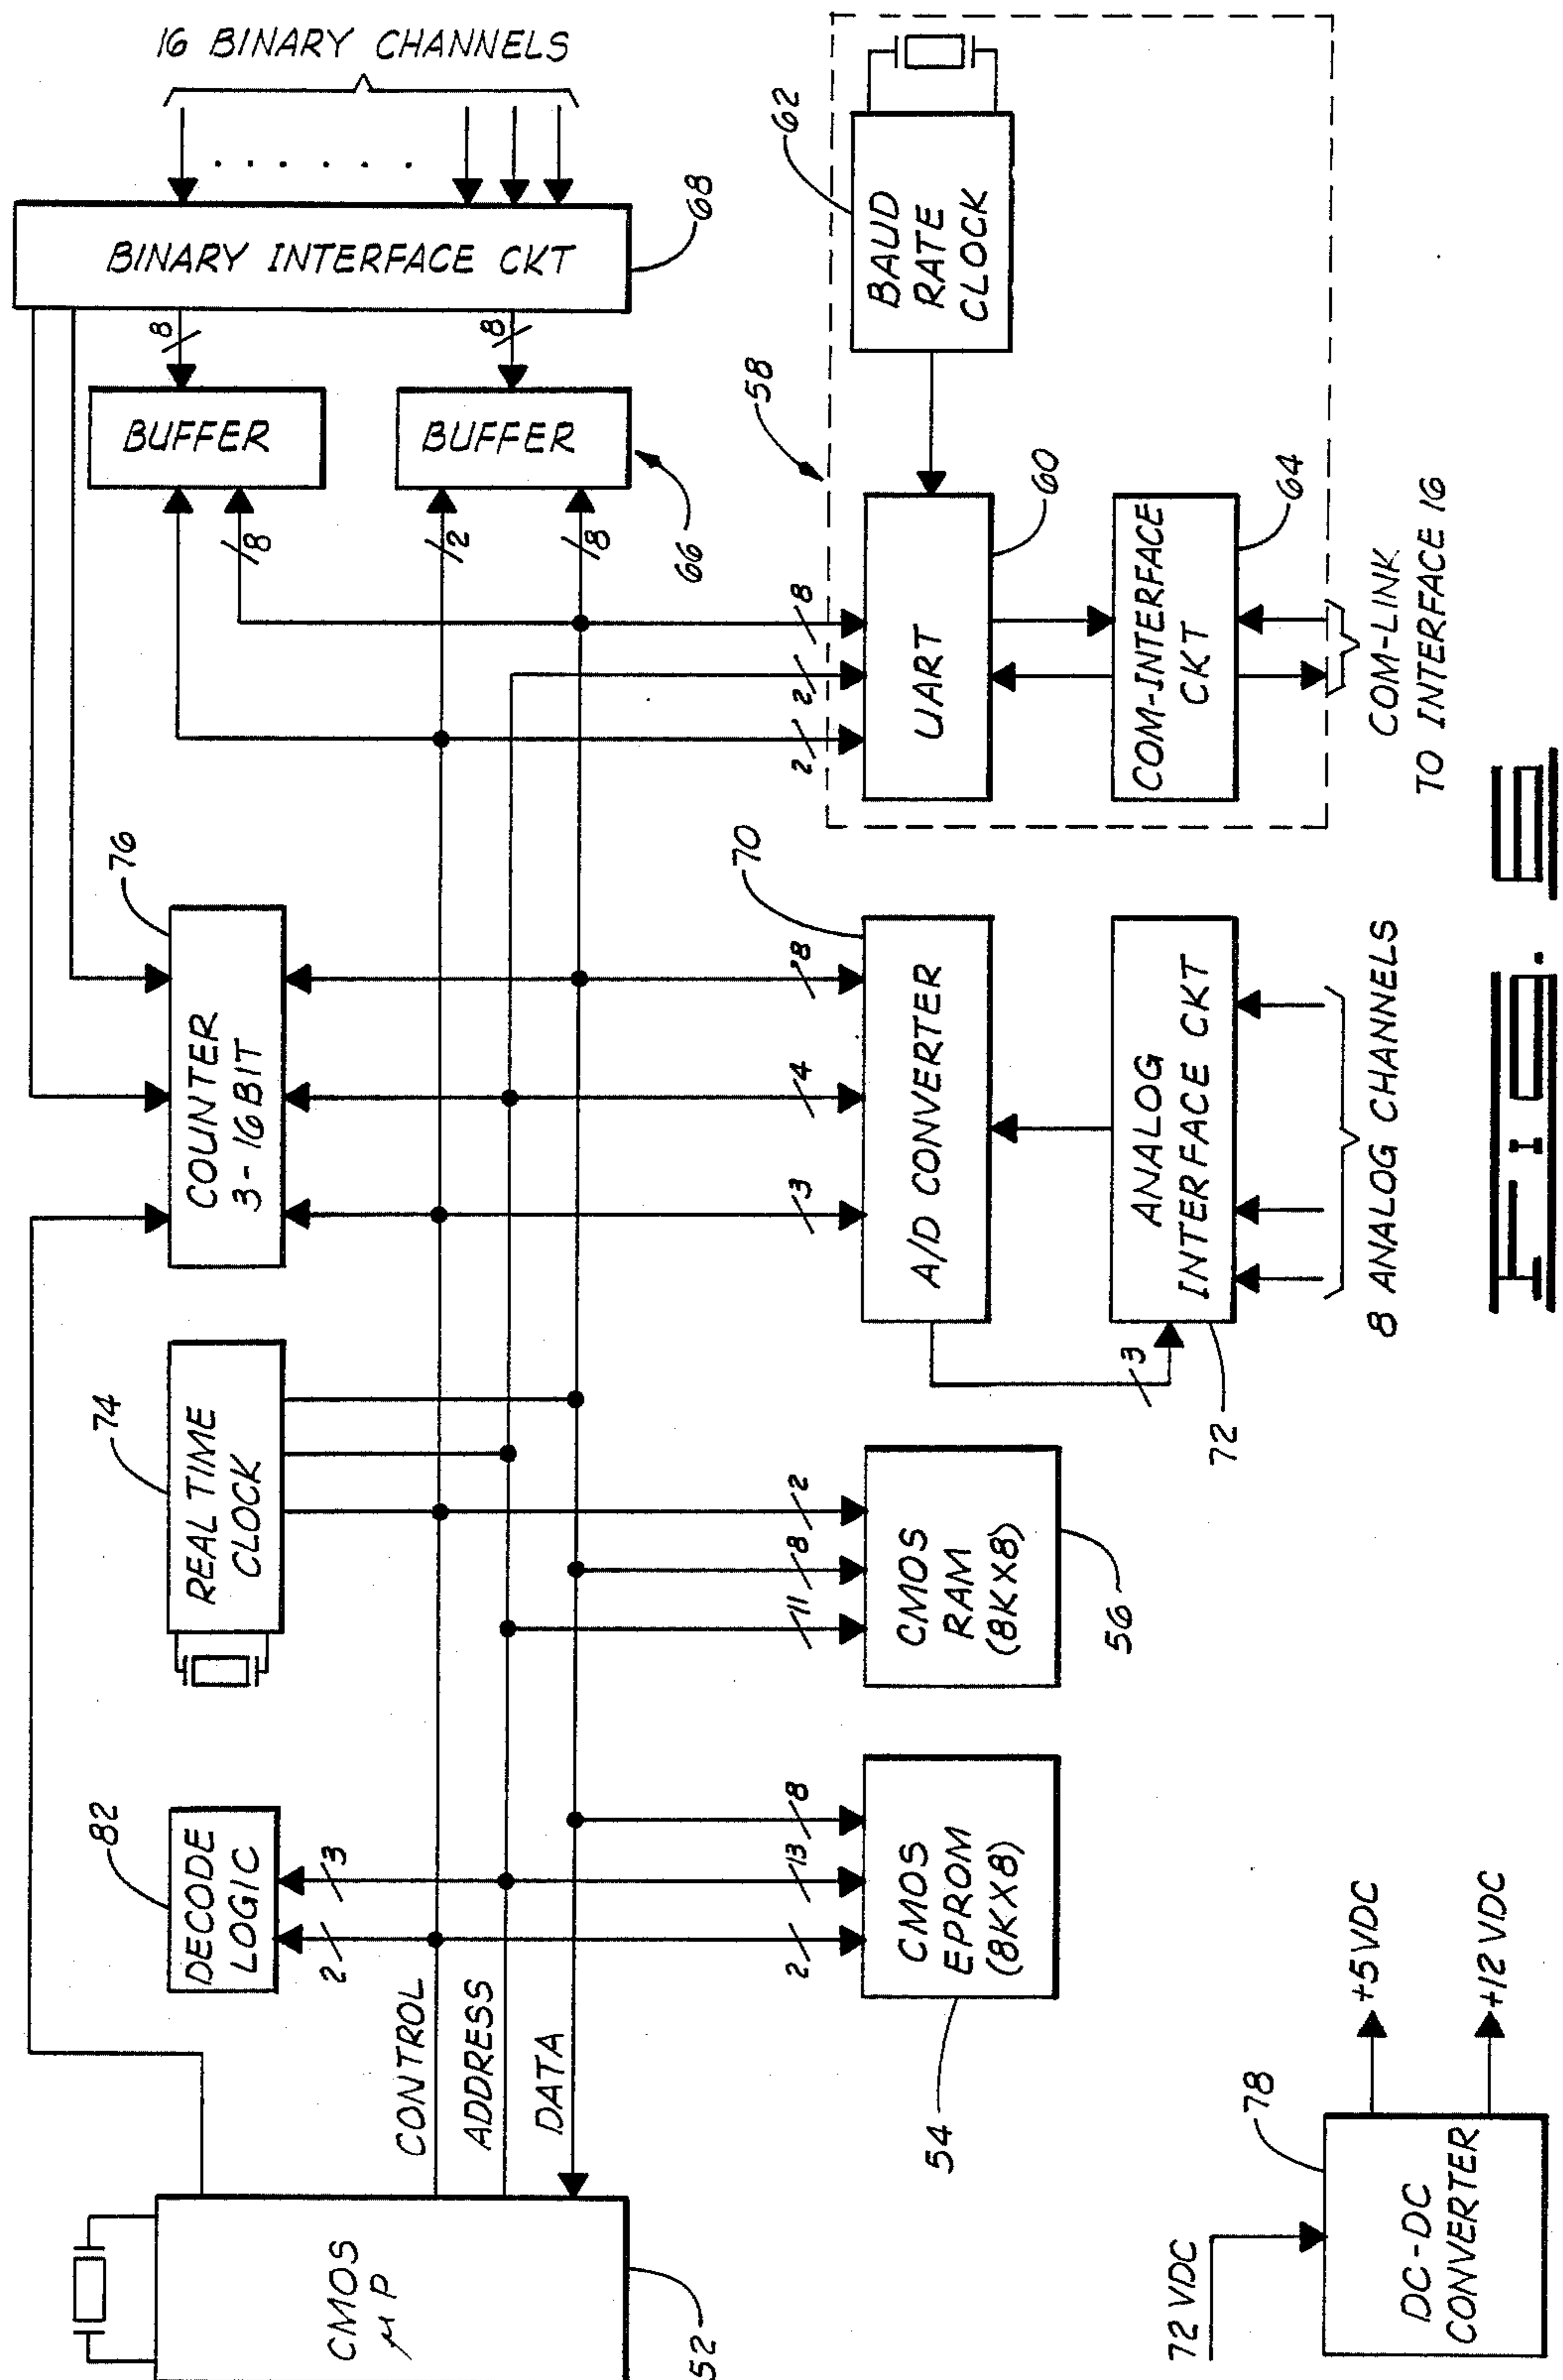 CMOS
μP
52
CONTROL
ADDRESS
DATA
DECODE
LOGIC
82
2
3
REAL TIME
CLOCK
74
COUNTER
3-16BIT
76
BUFFER
8
8
BUFFER
2
8
8
66
BINARY INTERFACE CKT
68
16 BINARY CHANNELS
2
13
8
CMOS
EPROM
(8KX8)
54
11
8
2
CMOS
RAM
(8KX8)
56
3
4
8
A/D CONVERTER
70
3
ANALOG
INTERFACE CKT
72
8 ANALOG CHANNELS
2
2
8
58
UART
60
BAUD
RATE
CLOCK
62
COM-INTERFACE
CKT
64
COM-LINK
TO INTERFACE 16
72 VDC
DC-DC
CONVERTER
78
+5VDC
+12 VDC
FIG.